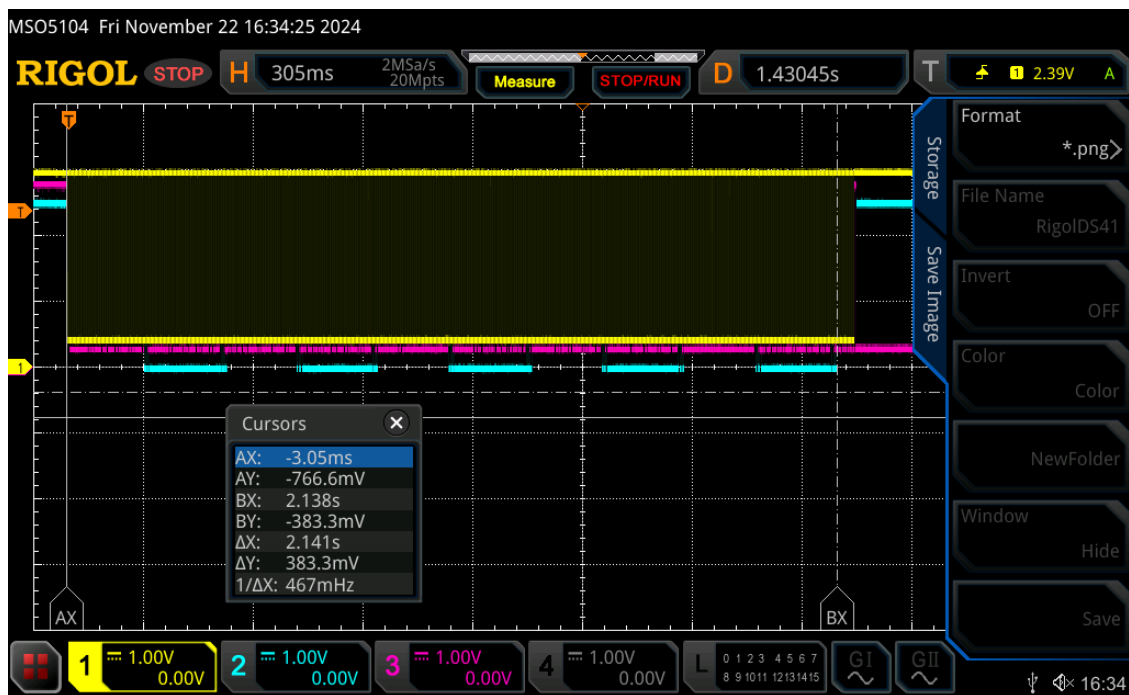 MSO5104 Fri November 22 16:34:25 2024
RIGOL STOP H 305ms 2MSa/s 20Mpts Measure STOP/RUN D 1.43045s T 1 2.39V A
T
T
1
Storage
Save Image
Format
*.png>
File Name
RigolDS41
Invert
OFF
Color
Color
NewFolder
Window
Hide
Save
Cursors
AX: -3.05ms
AY: -766.6mV
BX: 2.138s
BY: -383.3mV
ΔX: 2.141s
ΔY: 383.3mV
1/ΔX: 467mHz
AX
BX
1 1.00V 0.00V
2 1.00V 0.00V
3 1.00V 0.00V
4 1.00V 0.00V
L 0 1 2 3 4 5 6 7
8 9 10 11 12 13 14 15
GI
GII
16:34